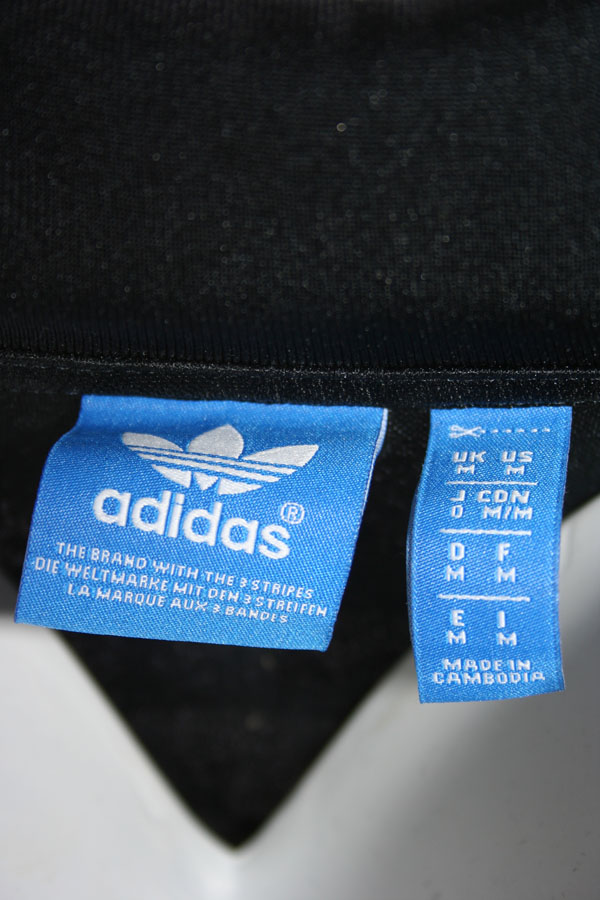 adidas®
THE BRAND WITH THE 3 STRIPES
DIE WELTMARKE MIT DEN 3 STREIFEN
LA MARQUE AUX 3 BANDES
UK US
M M
J CDN
O M/M
D F
M M
E I
M M
MADE IN
CAMBODIA